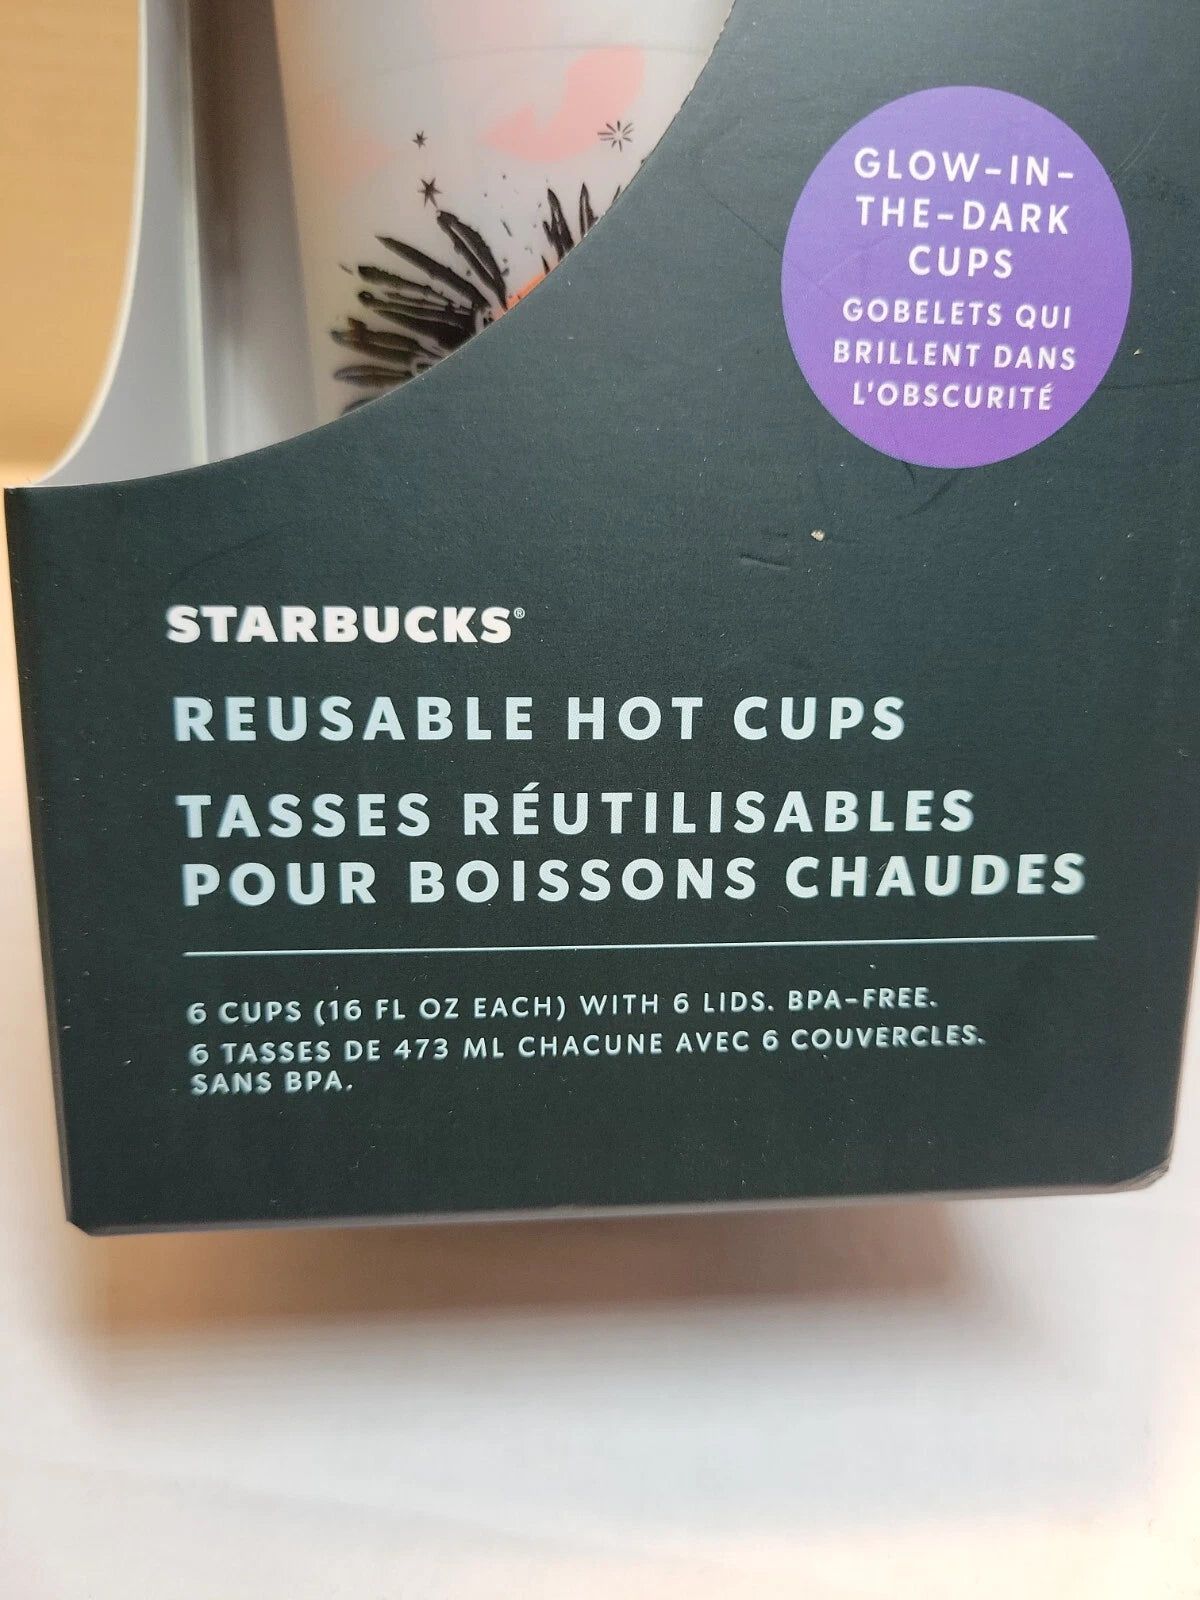 GLOW-IN-
THE-DARK
CUPS
GOBELETS QUI
BRILLENT DANS
L'OBSCURITÉ
STARBUCKS®
REUSABLE HOT CUPS
TASSES RÉUTILISABLES
POUR BOISSONS CHAUDES
6 CUPS (16 FL OZ EACH) WITH 6 LIDS. BPA-FREE.
6 TASSES DE 473 ML CHACUNE AVEC 6 COUVERCLES.
SANS BPA.